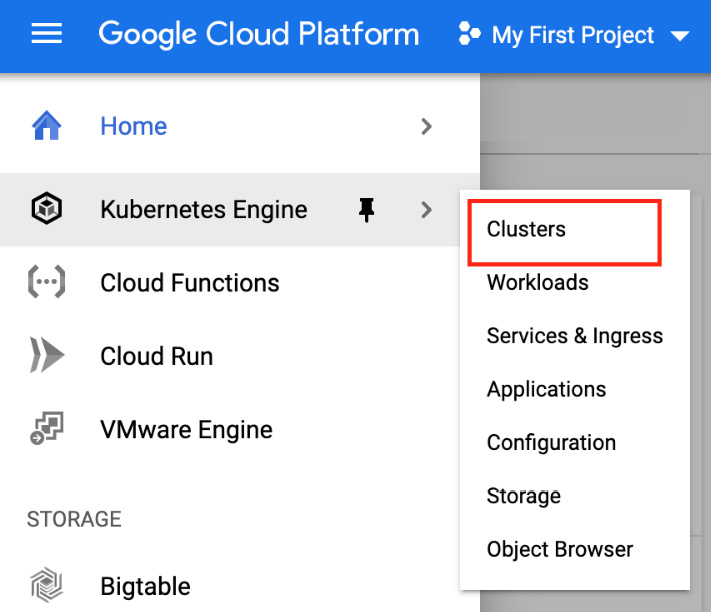 Google Cloud Platform
My First Project
Home
Kubernetes Engine
Cloud Functions
Cloud Run
VMware Engine
STORAGE
Bigtable
Clusters
Workloads
Services & Ingress
Applications
Configuration
Storage
Object Browser